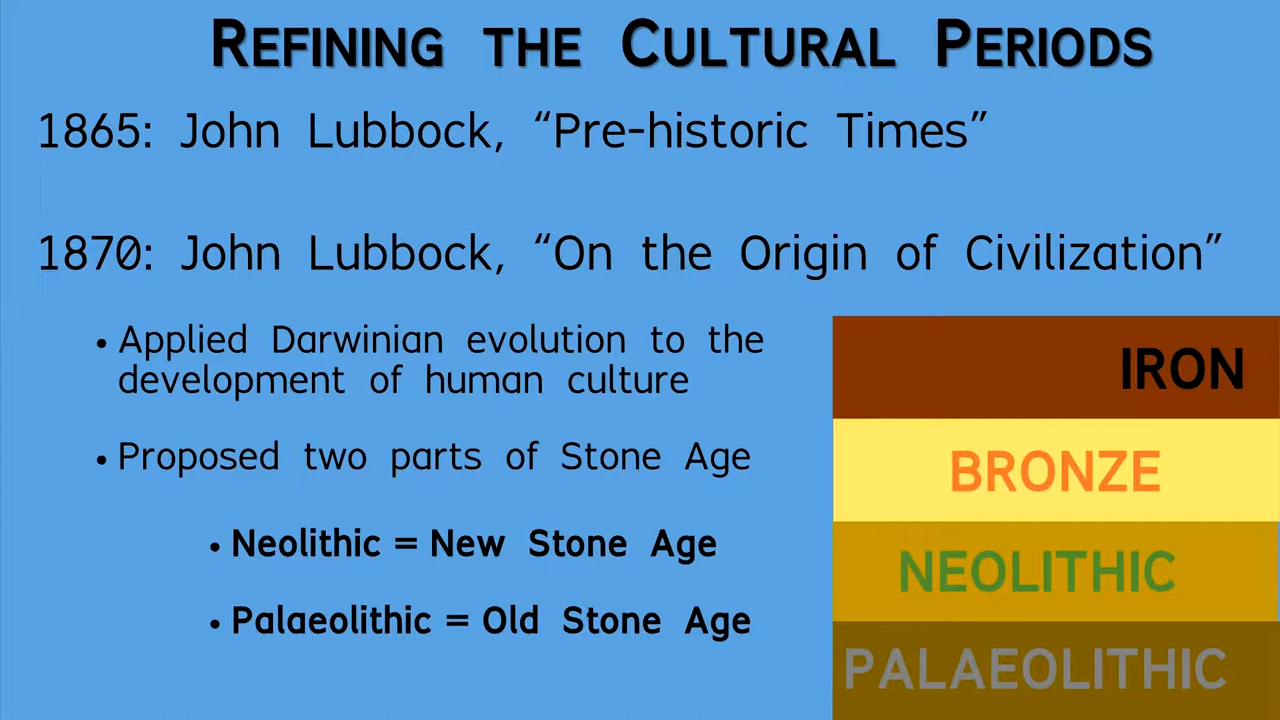 REFINING THE CULTURAL PERIODS
1865: John Lubbock, “Pre-historic Times”
1870: John Lubbock, “On the Origin of Civilization”
• Applied Darwinian evolution to the
development of human culture
• Proposed two parts of Stone Age
• Neolithic = New Stone Age
• Palaeolithic = Old Stone Age
IRON
BRONZE
NEOLITHIC
PALAEOLITHIC